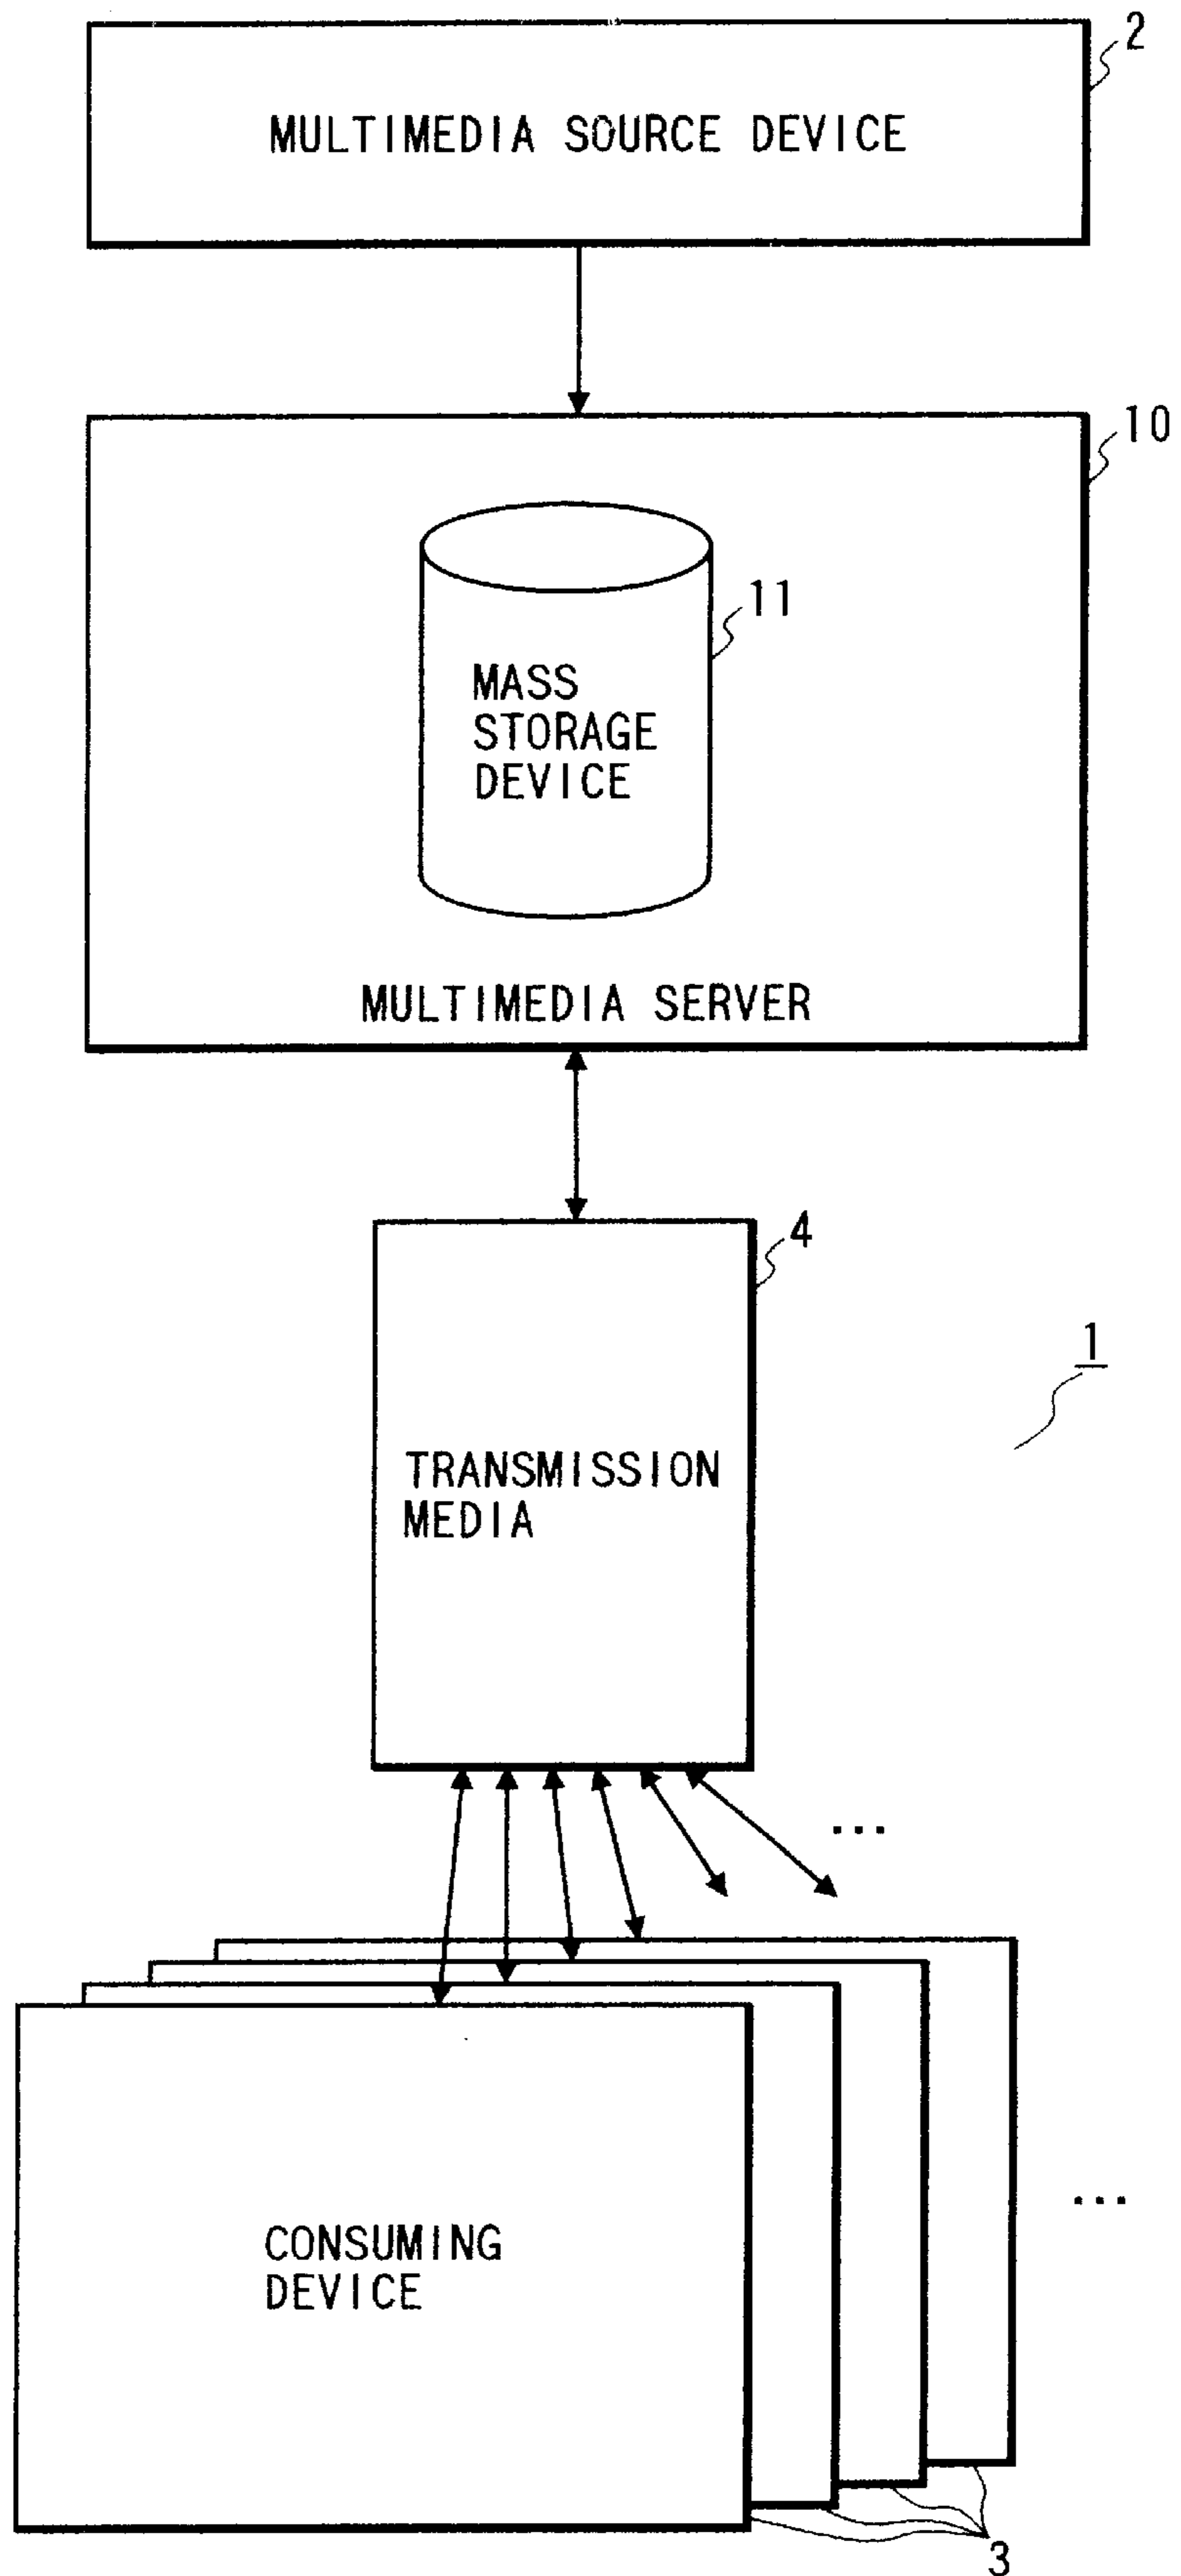 2
MULTIMEDIA SOURCE DEVICE
10
11
MASS
STORAGE
DEVICE
MULTIMEDIA SERVER
4
1
TRANSMISSION
MEDIA
...
...
CONSUMING
DEVICE
3